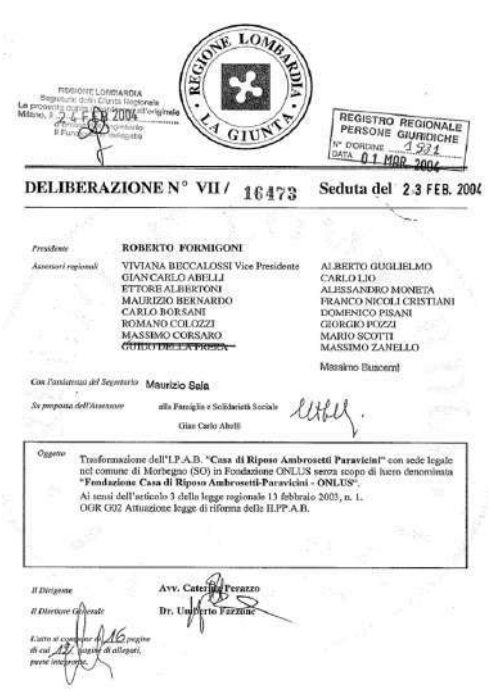 REGIONE LOMBARDIA
LA GIUNTA
REGIONE LOMBARDIA
Segreteria della Giunta Regionale
La presente copia all'originale
Milano, 24 FEB 2004
REGISTRO REGIONALE
PERSONE GIURIDICHE
N° D'ORDINE 1931
DATA 01 MAR. 2004
DELIBERAZIONE N° VII / 16473 Seduta del 23 FEB. 2004
Presidente ROBERTO FORMIGONI
Assessori regionali VIVIANA BECCALOSSI Vice Presidente ALBERTO GUGLIELMO
GIANCARLO ABELLI CARLO LIO
ETTORE ALBERTONI ALESSANDRO MONETA
MAURIZIO BERNARDO FRANCO NICOLI CRISTIANI
CARLO BORSANI DOMENICO PISANI
ROMANO COLOZZI GIORGIO POZZI
MASSIMO CORSARO MARIO SCOTTI
GUIDO DELLA FRERA MASSIMO ZANELLO
Massimo Buscemi
Con l'assistenza del Segretario Maurizio Sala
Su proposta dell'Assessore alla Famiglia e Solidarietà Sociale
Gian Carlo Abelli
Oggetto Trasformazione dell'I.P.A.B. "Casa di Riposo Ambrosetti Paravicini" con sede legale
nel comune di Morbegno (SO) in Fondazione ONLUS senza scopo di lucro denominata
"Fondazione Casa di Riposo Ambrosetti-Paravicini - ONLUS".
Ai sensi dell'articolo 3 della legge regionale 13 febbraio 2003, n. 1.
OGR G02 Attuazione legge di riforma delle II.PP.A.B.
Il Dirigente Avv. Caterina Perazzo
Il Direttore Generale Dr. Umberto Fazzone
L'atto si compone di 16 pagine
di cui 12 pagine di allegati,
parte integrante.